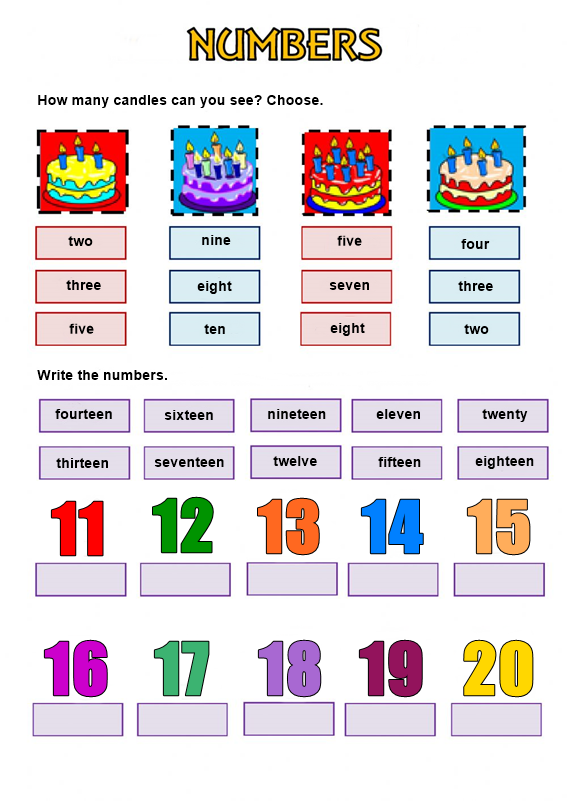 NUMBERS
How many candles can you see? Choose.
two nine five four
three eight seven three
five ten eight two
Write the numbers.
fourteen sixteen nineteen eleven twenty
thirteen seventeen twelve fifteen eighteen
11 12 13 14 15
16 17 18 19 20